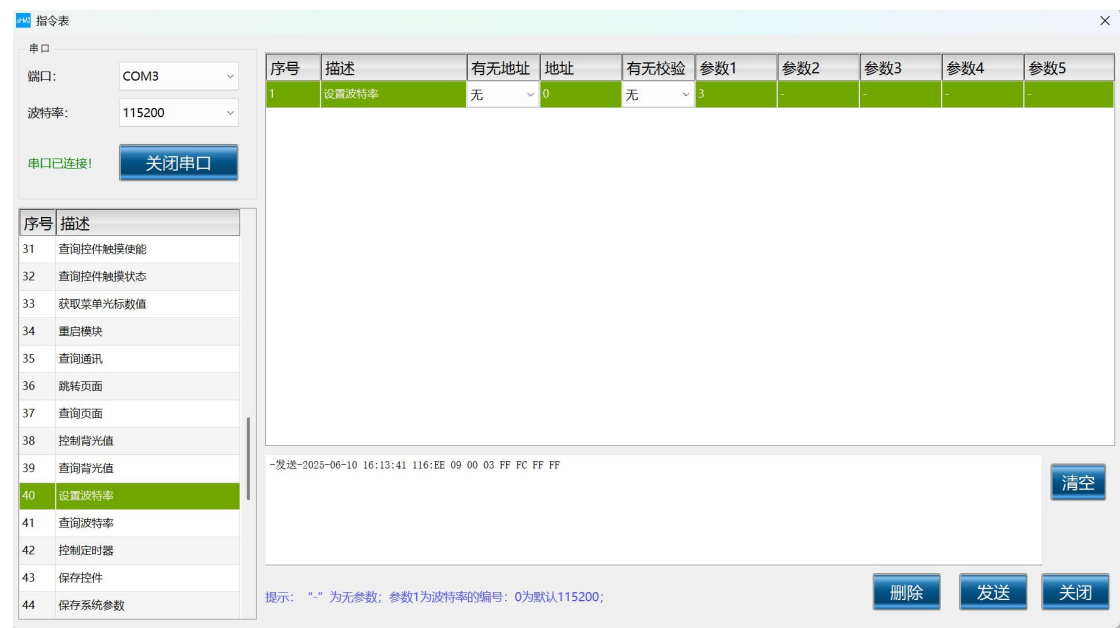 指令表
串口
端口: COM3
波特率: 115200
串口已连接! 关闭串口
序号 描述
31 查询控件触摸使能
32 查询控件触摸状态
33 获取菜单光标数值
34 重启模块
35 查询通讯
36 跳转页面
37 查询页面
38 控制背光值
39 查询背光值
40 设置波特率
41 查询波特率
42 控制定时器
43 保存控件
44 保存系统参数
序号 描述 有无地址 地址 有无校验 参数1 参数2 参数3 参数4 参数5
1 设置波特率 无 0 无 3 - - - -
-发送-2025-06-10 16:13:41 116:EE 09 00 03 FF FC FF FF
清空
提示: “-” 为无参数; 参数1为波特率的编号: 0为默认115200;
删除 发送 关闭